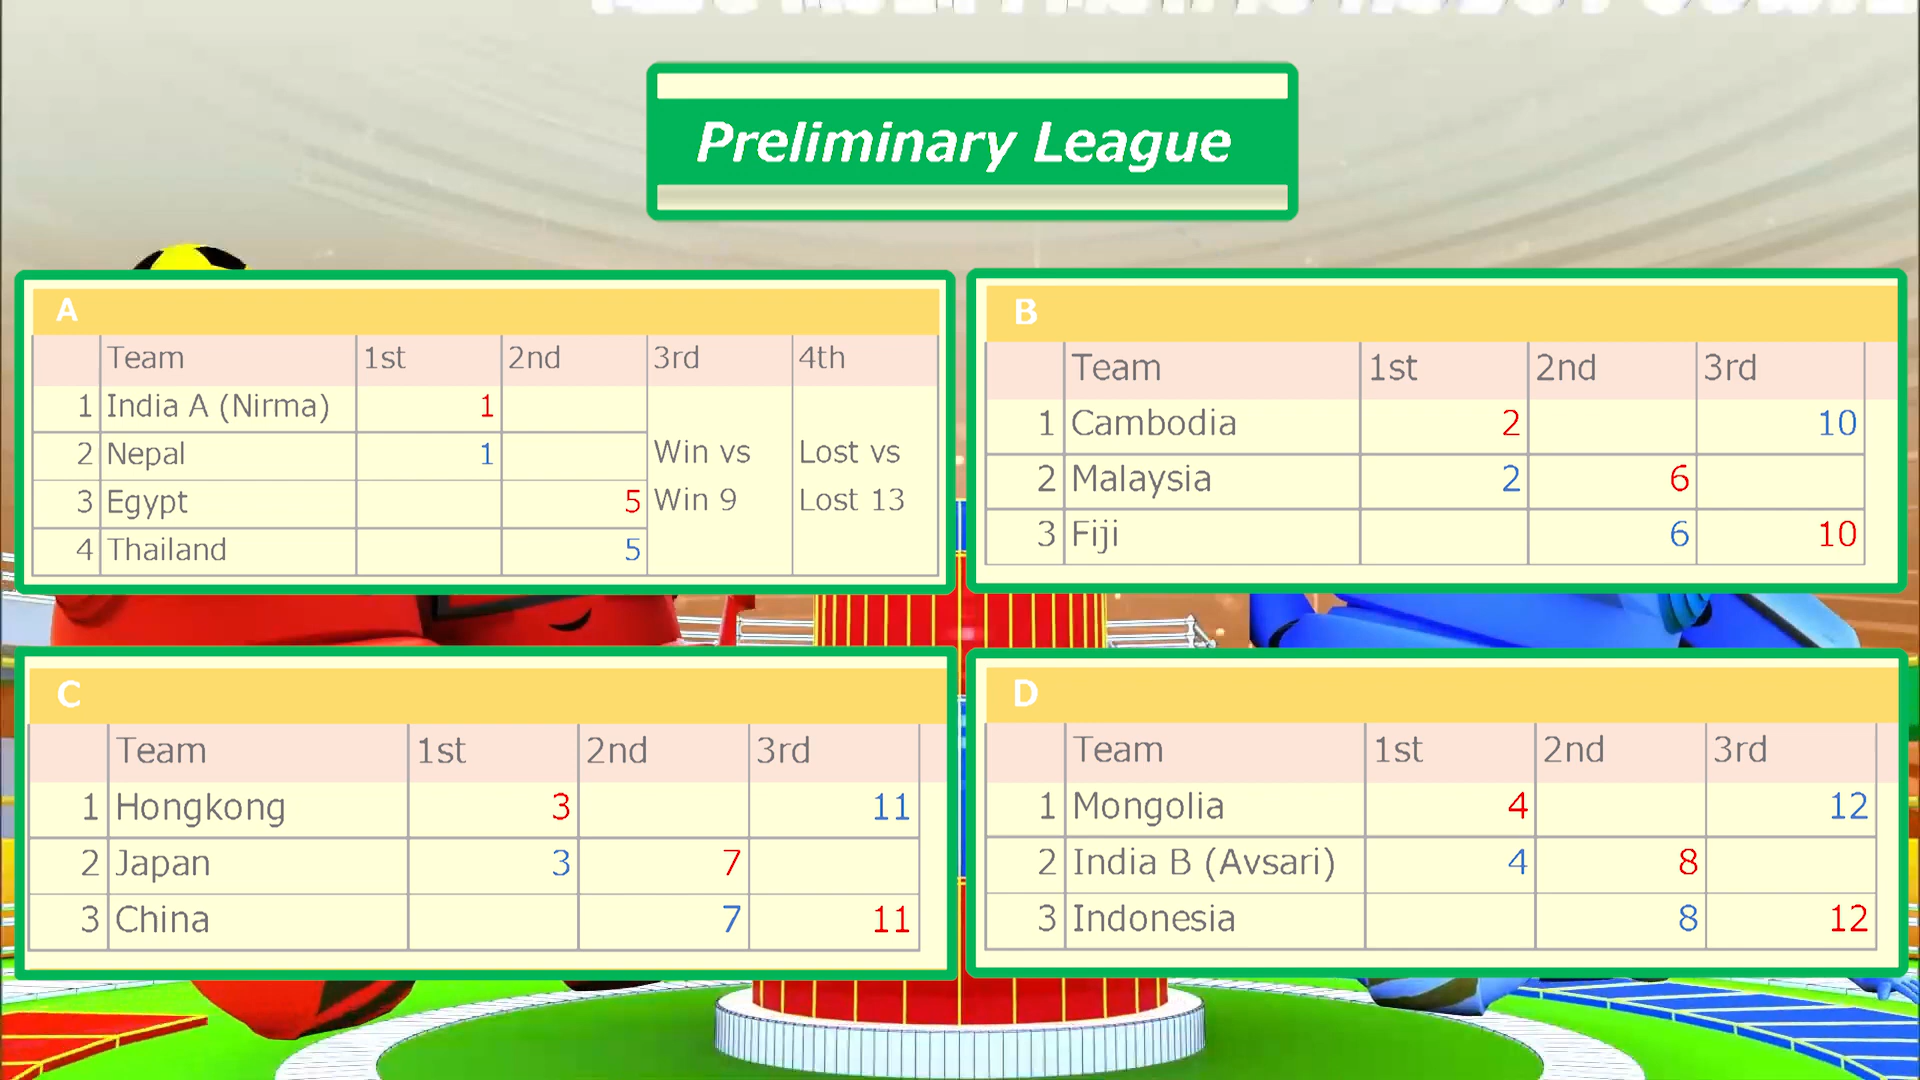 Preliminary League
A
Team 1st 2nd 3rd 4th
1 India A (Nirma) 1
2 Nepal 1 Win vs Lost vs
3 Egypt 5 Win 9 Lost 13
4 Thailand 5
B
Team 1st 2nd 3rd
1 Cambodia 2 10
2 Malaysia 2 6
3 Fiji 6 10
C
Team 1st 2nd 3rd
1 Hongkong 3 11
2 Japan 3 7
3 China 7 11
D
Team 1st 2nd 3rd
1 Mongolia 4 12
2 India B (Avsari) 4 8
3 Indonesia 8 12